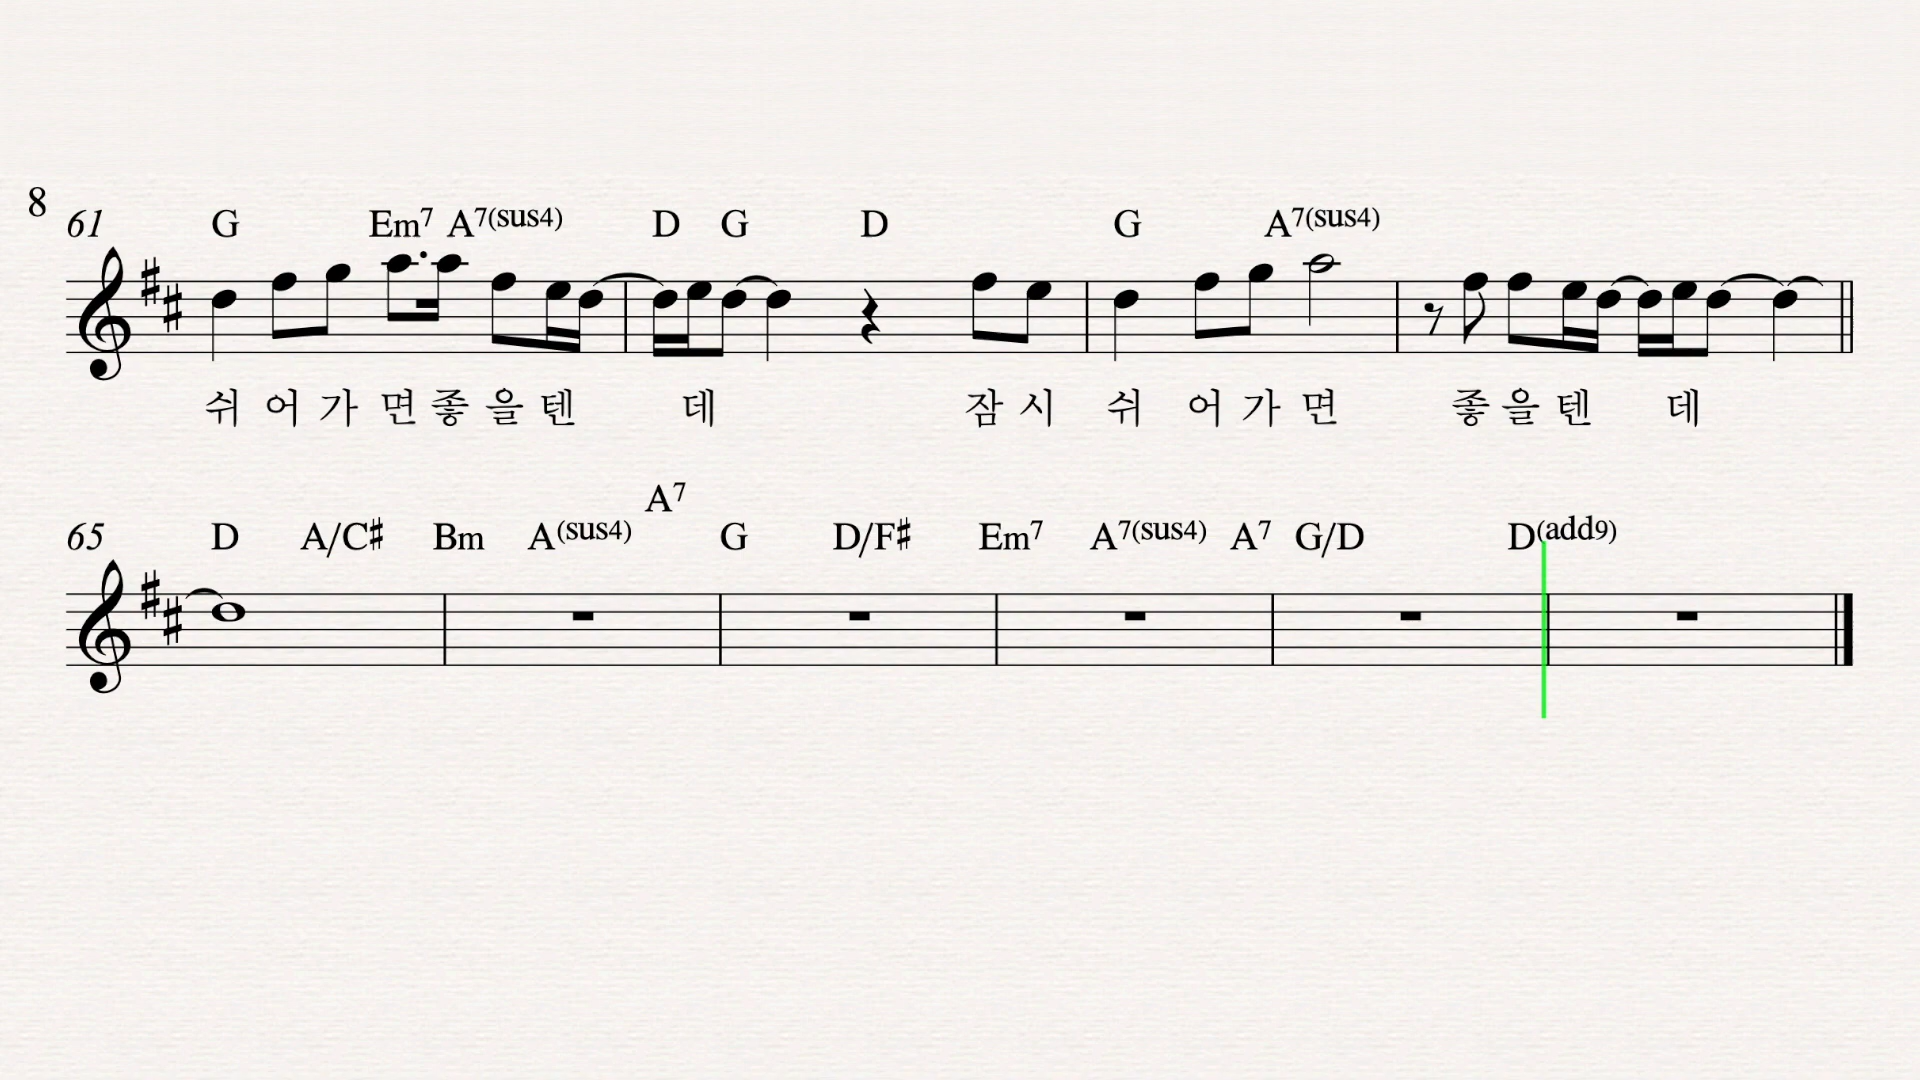 8
61 G Em7 A7(sus4) D G D G A7(sus4)
쉬 어 가 면 좋 을 텐 데 잠 시 쉬 어 가 면 좋 을 텐 데
A7
65 D A/C♯ Bm A(sus4) G D/F♯ Em7 A7(sus4) A7 G/D D(add9)